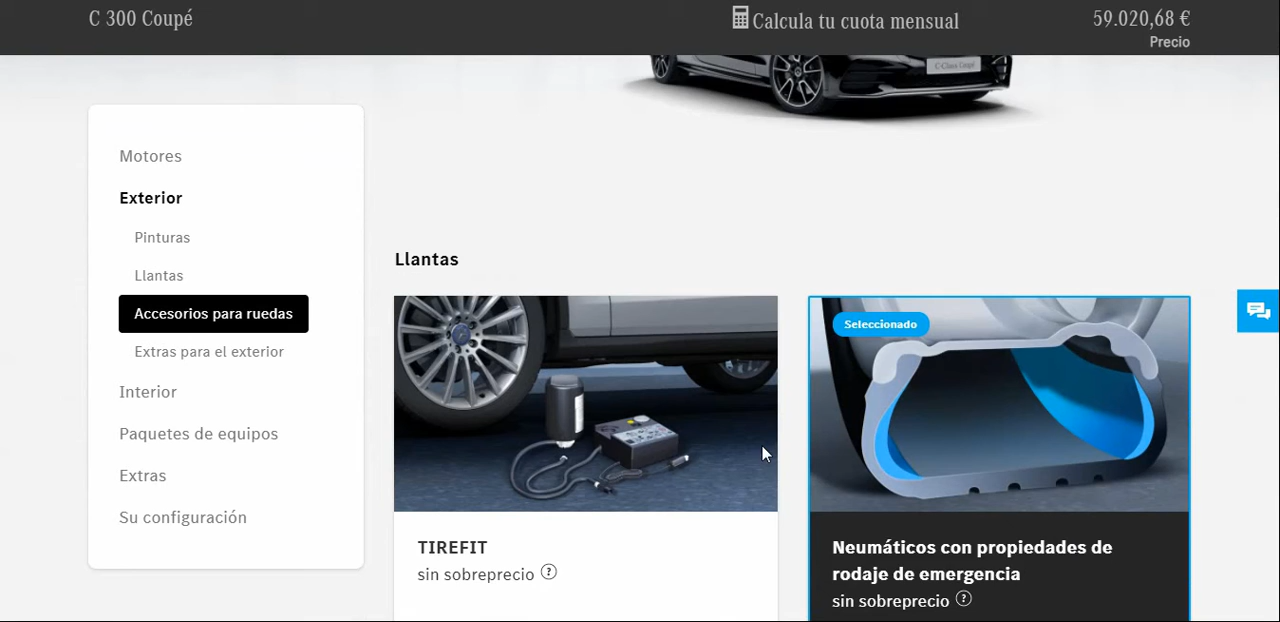 C 300 Coupé
Calcula tu cuota mensual
59.020,68 €
Precio
C-Class Coupé
Motores
Exterior
Pinturas
Llantas
Accesorios para ruedas
Extras para el exterior
Interior
Paquetes de equipos
Extras
Su configuración
Llantas
Seleccionado
TIREFIT
sin sobreprecio ?
Neumáticos con propiedades de
rodaje de emergencia
sin sobreprecio ?